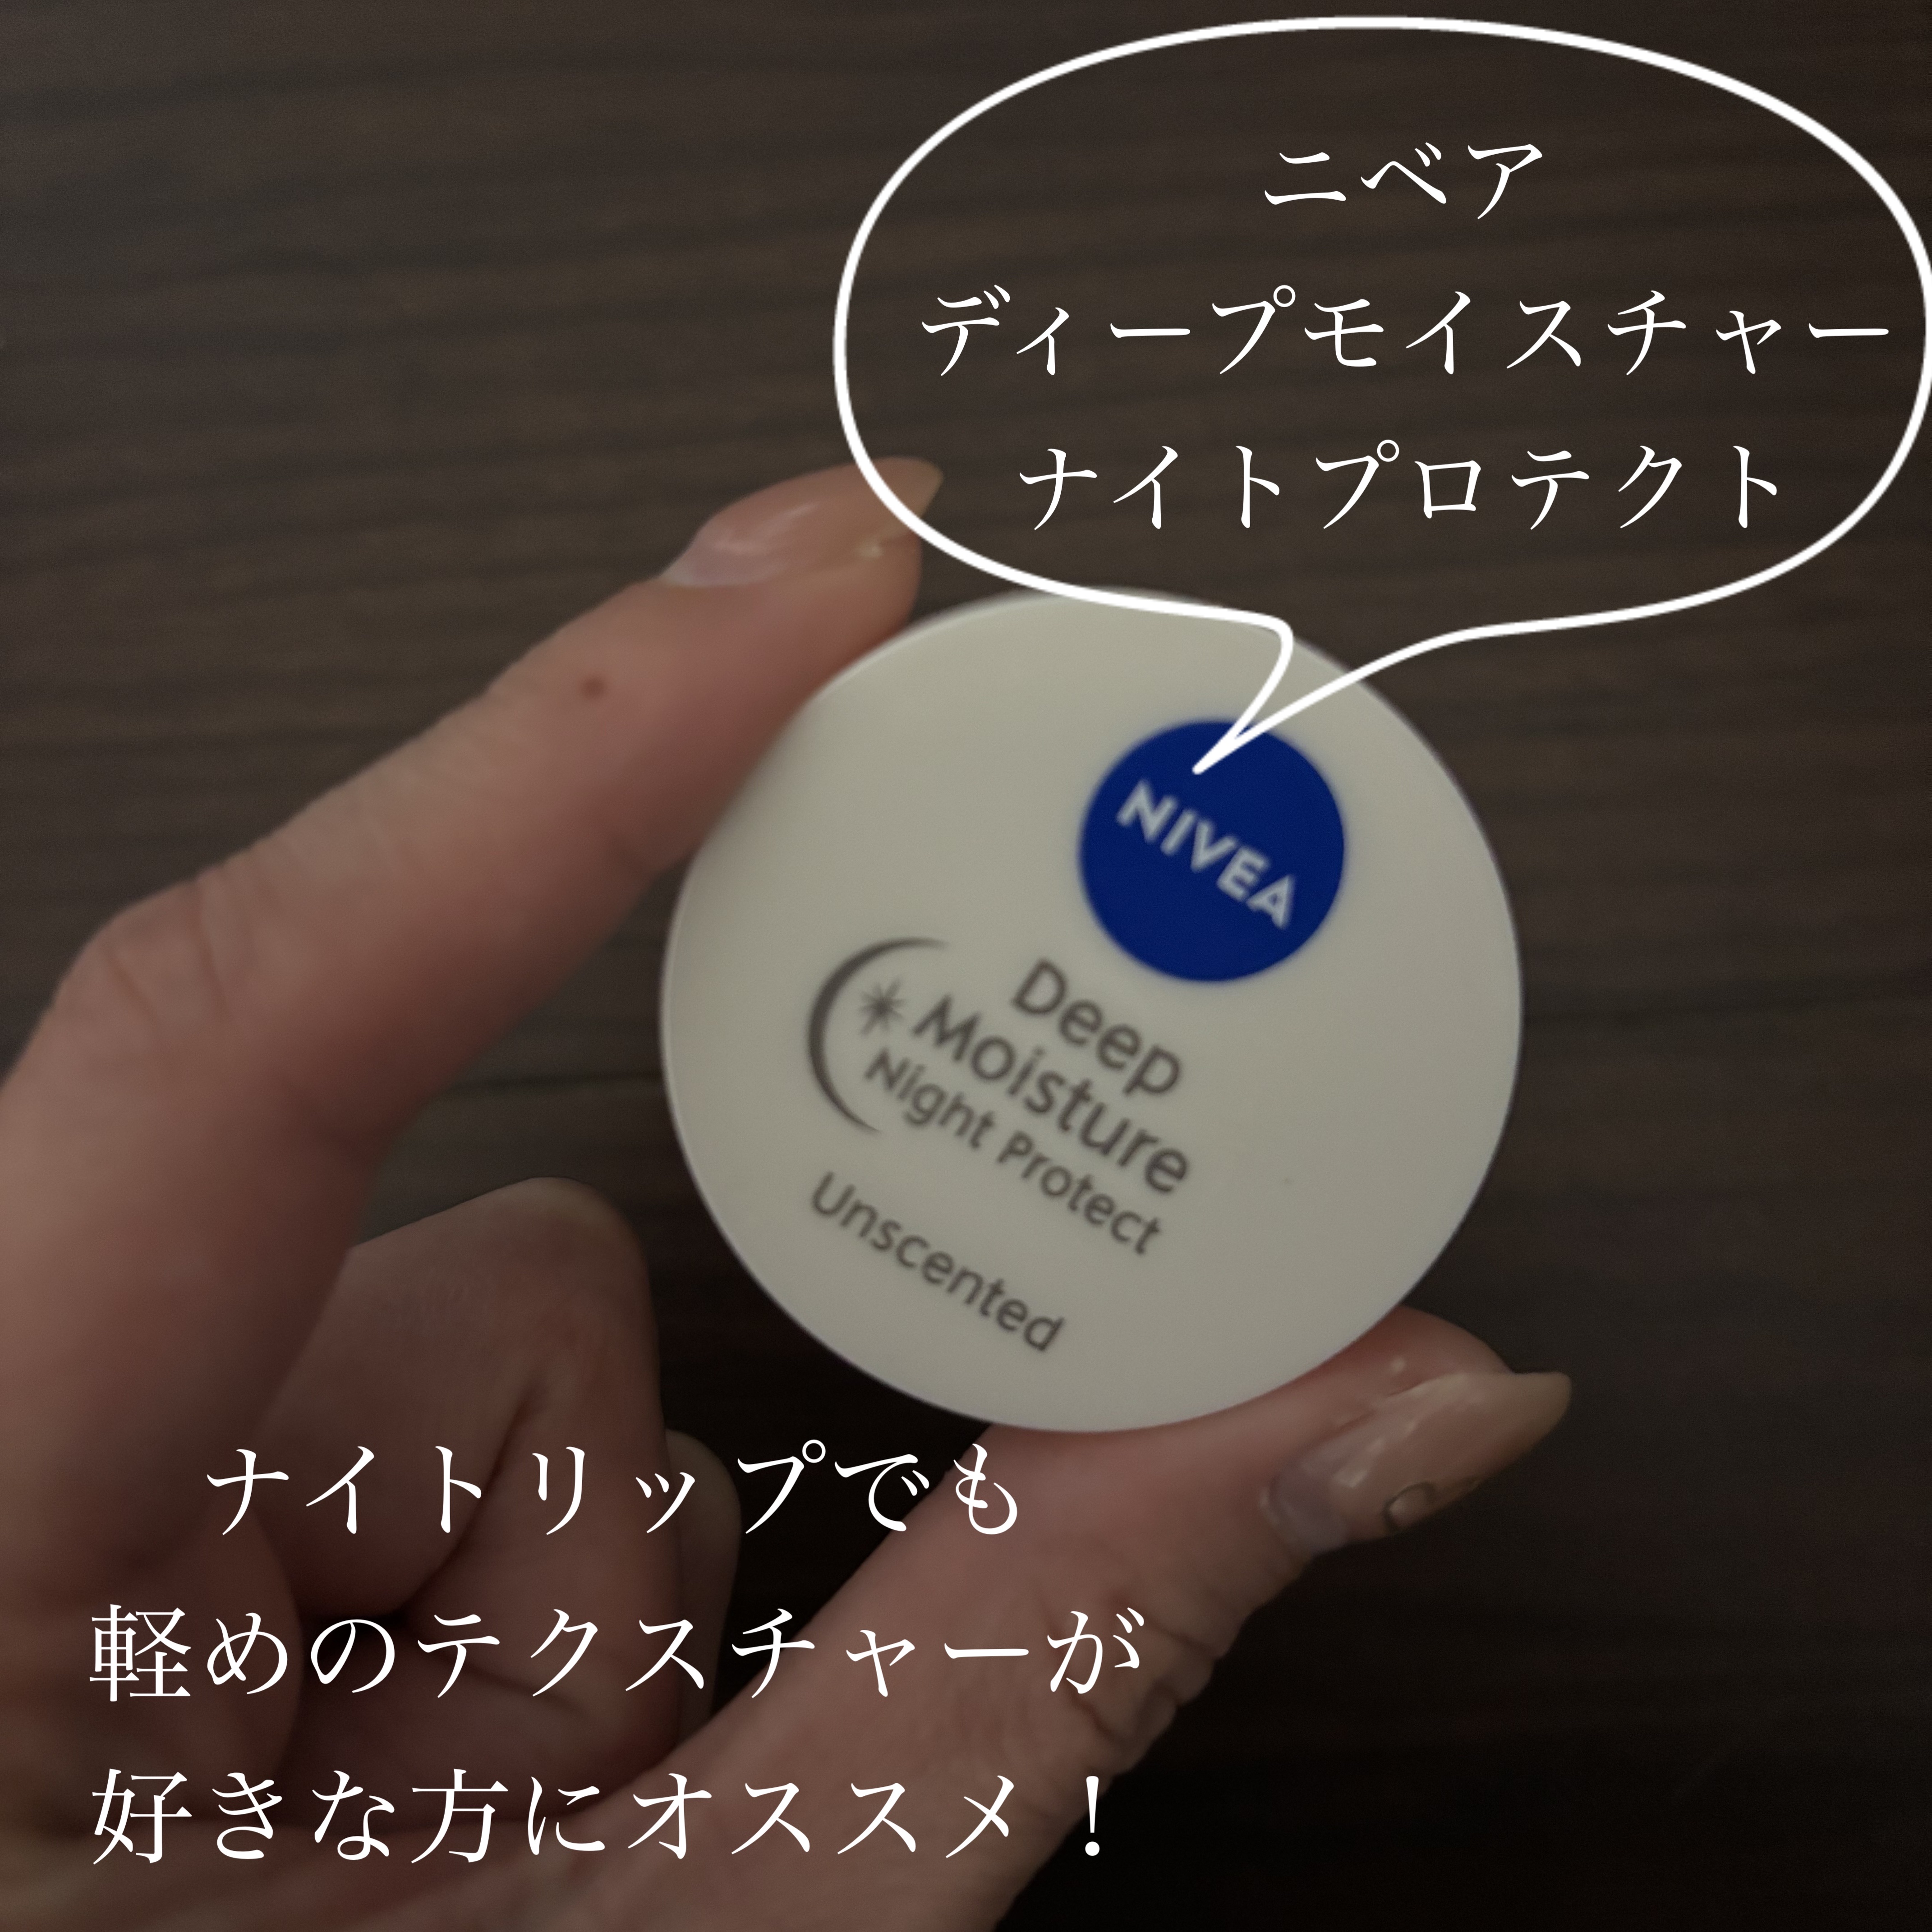 ニベア
ディープモイスチャー
ナイトプロテクト
NIVEA
Deep
Moisture
Night Protect
Unscented
ナイトリップでも
軽めのテクスチャーが
好きな方にオススメ！